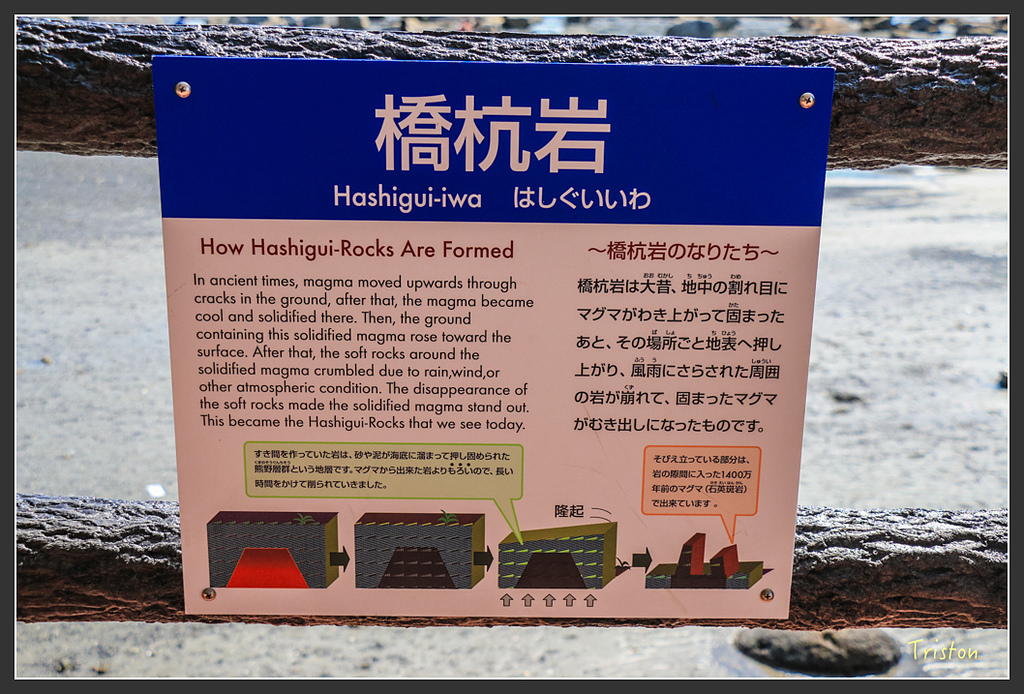 橋杭岩
Hashigui-iwa はしぐいいわ
How Hashigui-Rocks Are Formed
In ancient times, magma moved upwards through
cracks in the ground, after that, the magma became
cool and solidified there. Then, the ground
containing this solidified magma rose toward the
surface. After that, the soft rocks around the
solidified magma crumbled due to rain,wind,or
other atmospheric condition. The disappearance of
the soft rocks made the solidified magma stand out.
This became the Hashigui-Rocks that we see today.
～橋杭岩のなりたち～
橋杭岩は大昔、地中の割れ目に
マグマがわき上がって固まった
あと、その場所ごと地表へ押し
上がり、風雨にさらされた周囲
の岩が崩れて、固まったマグマ
がむき出しになったものです。
すき間を作っていた岩は、砂や泥が海底に溜まって押し固められた
熊野層群という地層です。マグマから出来た岩よりもろいので、長い
時間をかけて削られていきました。
そびえ立っている部分は、
岩の隙間に入った1400万
年前のマグマ（石英斑岩）
で出来ています 。
隆起
Triston